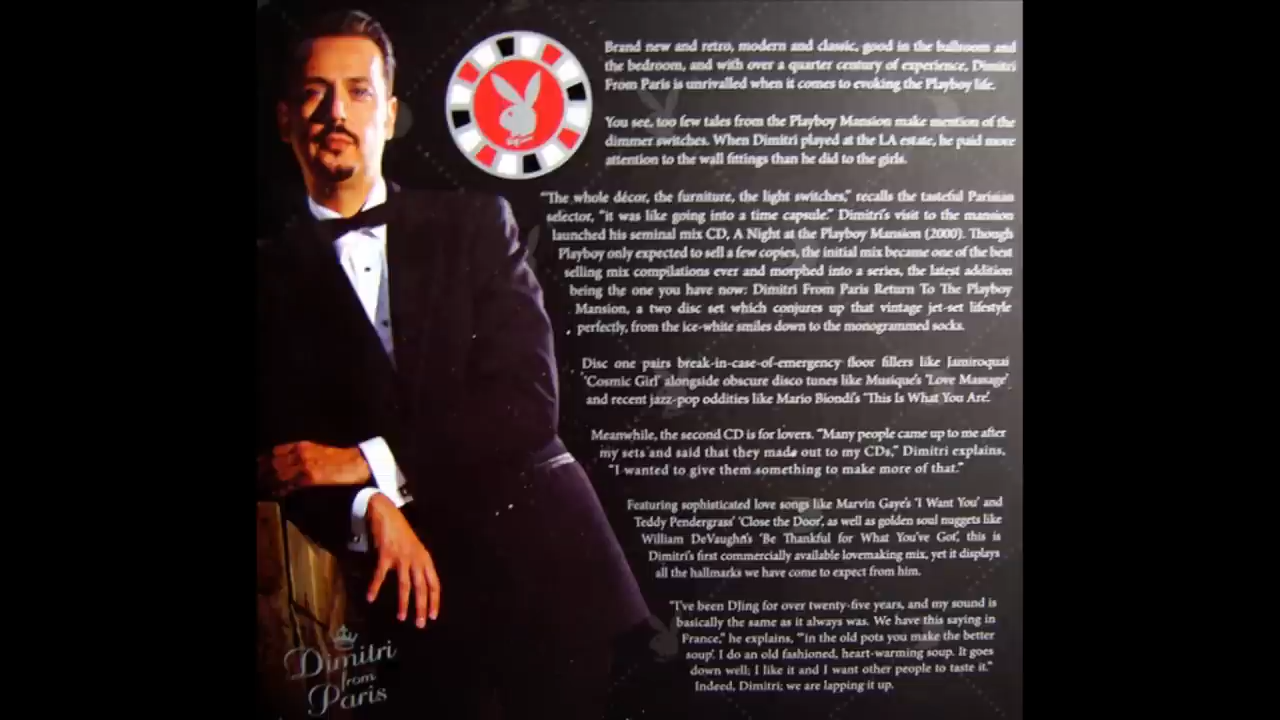 Brand new and retro, modern and classic, good in the ballroom and
the bedroom, and with over a quarter century of experience, Dimitri
From Paris is unrivalled when it comes to evoking the Playboy life.
You see, too few tales from the Playboy Mansion make mention of the
dimmer switches. When Dimitri played at the LA estate, he paid more
attention to the wall fittings than he did to the girls.
"The whole décor, the furniture, the light switches," recalls the tasteful Parisian
selector, "it was like going into a time capsule." Dimitri's visit to the mansion
launched his seminal mix CD, A Night at the Playboy Mansion (2000). Though
Playboy only expected to sell a few copies, the initial mix became one of the best
selling mix compilations ever and morphed into a series, the latest addition
being the one you have now: Dimitri From Paris Return To The Playboy
Mansion, a two disc set which conjures up that vintage jet-set lifestyle
perfectly, from the ice-white smiles down to the monogrammed socks.
Disc one pairs break-in-case-of-emergency floor fillers like Jamiroquai
'Cosmic Girl' alongside obscure disco tunes like Musique's 'Love Massage'
and recent jazz-pop oddities like Mario Biondi's 'This Is What You Are'.
Meanwhile, the second CD is for lovers. "Many people came up to me after
my sets and said that they made out to my CDs," Dimitri explains,
"I wanted to give them something to make more of that."
Featuring sophisticated love songs like Marvin Gaye's 'I Want You' and
Teddy Pendergrass' 'Close the Door', as well as golden soul nuggets like
William DeVaughn's 'Be Thankful for What You've Got', this is
Dimitri's first commercially available lovemaking mix, yet it displays
all the hallmarks we have come to expect from him.
"I've been DJing for over twenty-five years, and my sound is
basically the same as it always was. We have this saying in
France," he explains, "'in the old pots you make the better
soup'. I do an old fashioned, heart-warming soup. It goes
down well; I like it and I want other people to taste it."
Indeed, Dimitri; we are lapping it up.
Dimitri
from
Paris